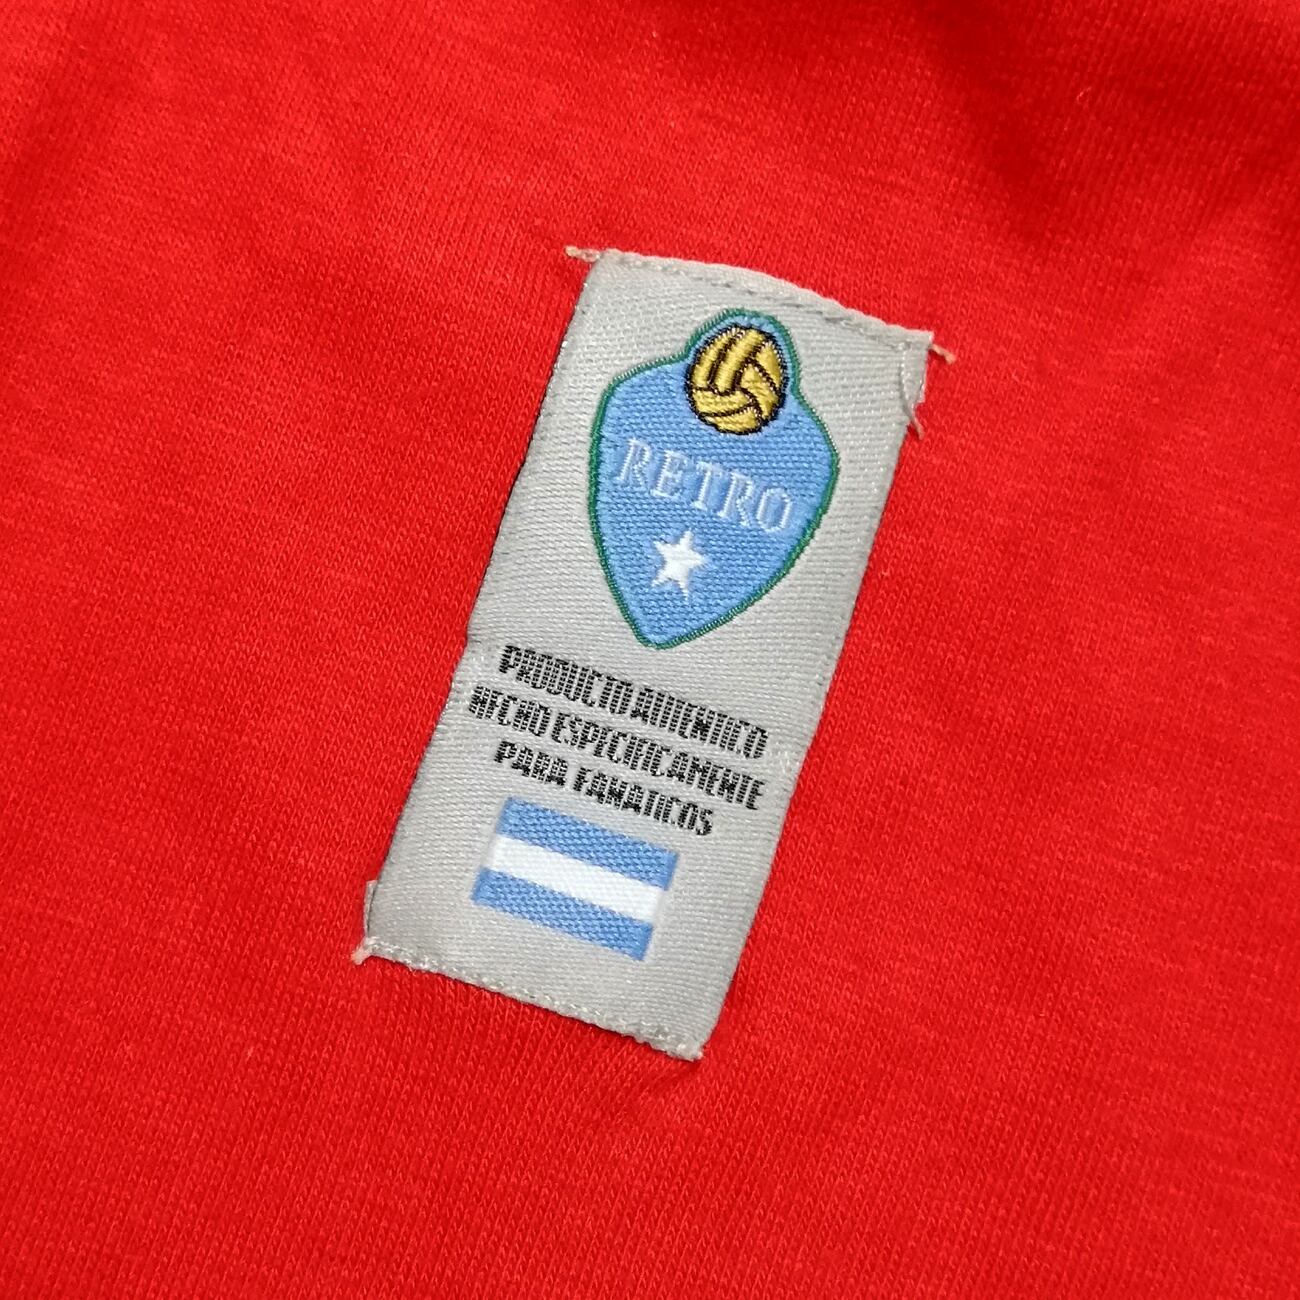 RETRO
PRODUCTO AUTENTICO
HECHO ESPECIFICAMENTE
PARA FANATICOS